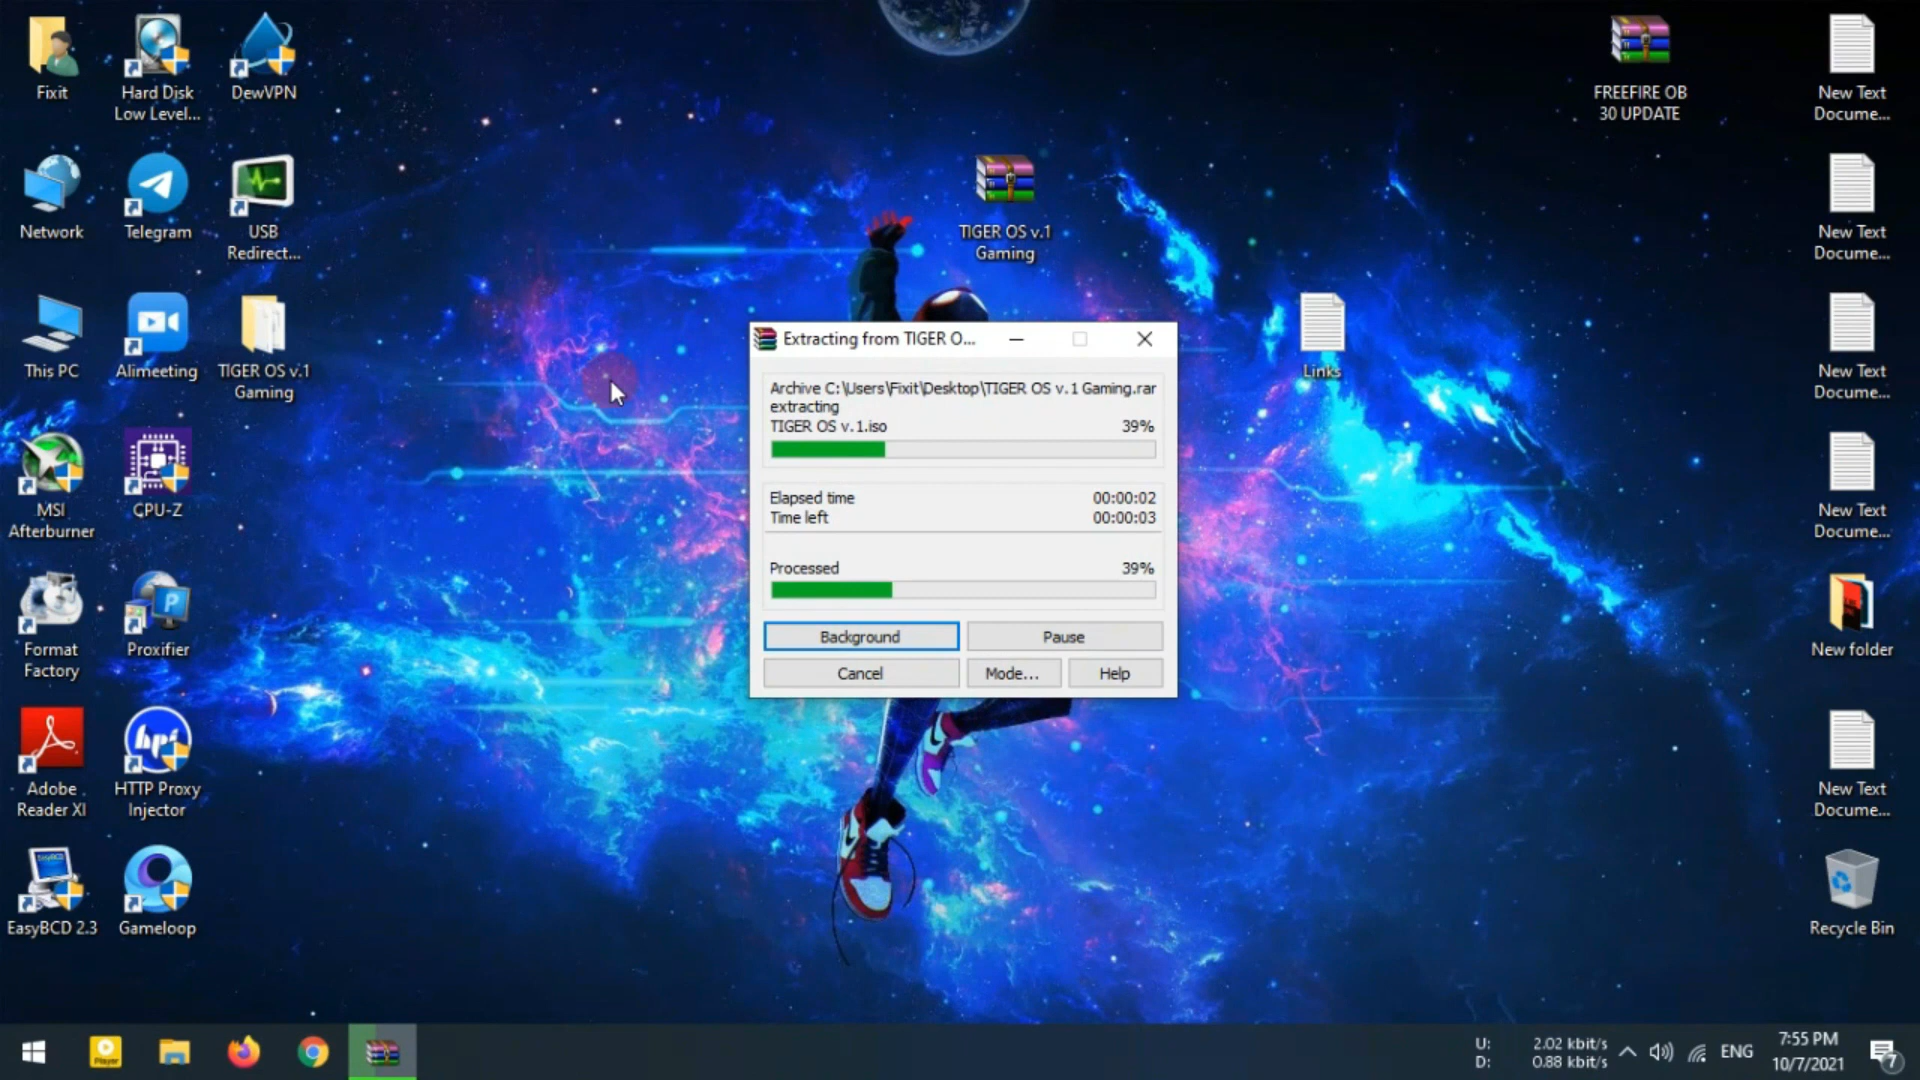 Fixit
Hard Disk
Low Level...
DewVPN
FREEFIRE OB
30 UPDATE
New Text
Docume...
Network
Telegram
USB
Redirect...
TIGER OS v.1
Gaming
New Text
Docume...
This PC
Alimeeting
TIGER OS v.1
Gaming
Links
New Text
Docume...
MSI
Afterburner
CPU-Z
New Text
Docume...
Format
Factory
Proxifier
New folder
Adobe
Reader XI
HTTP Proxy
Injector
New Text
Docume...
EasyBCD 2.3
Gameloop
Recycle Bin
Extracting from TIGER O...
Archive C:\Users\Fixit\Desktop\TIGER OS v.1 Gaming.rar
extracting
TIGER OS v.1.iso 39%
Elapsed time 00:00:02
Time left 00:00:03
Processed 39%
Background Pause
Cancel Mode... Help
U: 2.02 kbit/s
D: 0.88 kbit/s
ENG
7:55 PM
10/7/2021
7
hpi
P
Player
EasyBCD